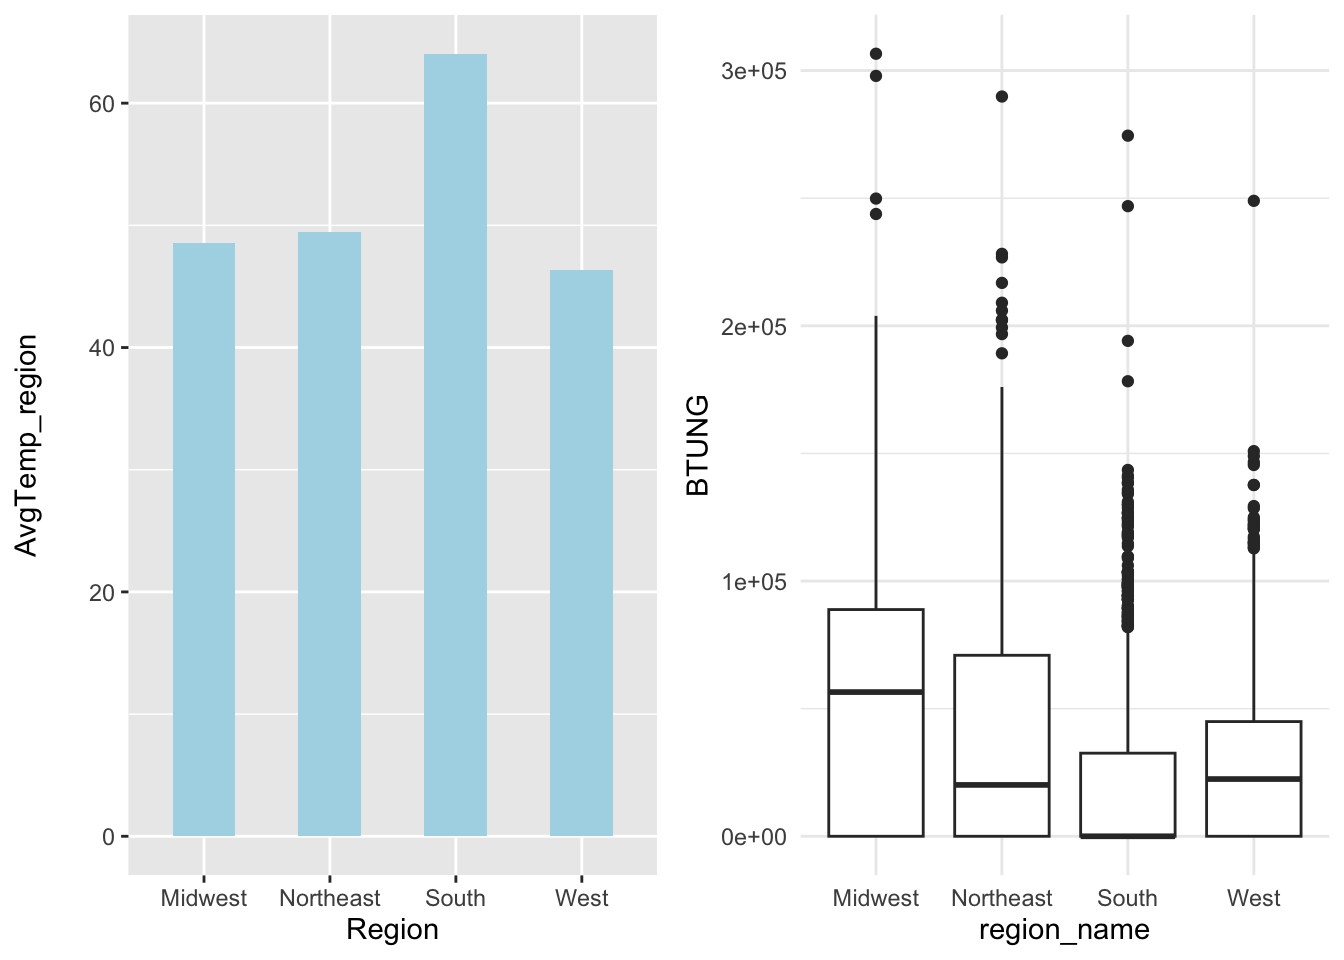 AvgTemp_region
60
40
20
0
Midwest Northeast South West
Region
BTUNG
3e+05
2e+05
1e+05
0e+00
Midwest Northeast South West
region_name